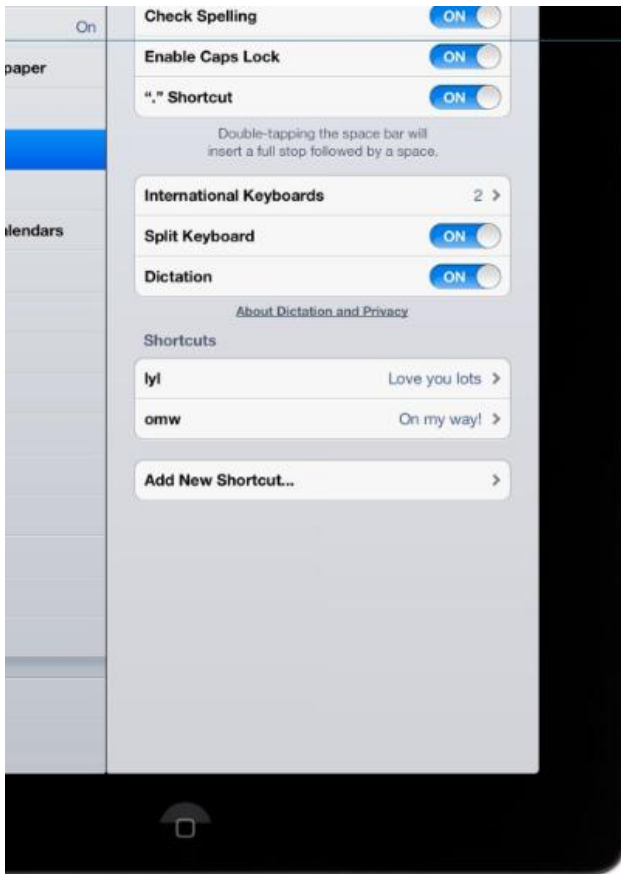 On
Check Spelling ON
paper
Enable Caps Lock ON
“.” Shortcut ON
Double-tapping the space bar will
insert a full stop followed by a space.
International Keyboards 2
lendars
Split Keyboard ON
Dictation ON
About Dictation and Privacy
Shortcuts
lyl Love you lots
omw On my way!
Add New Shortcut...